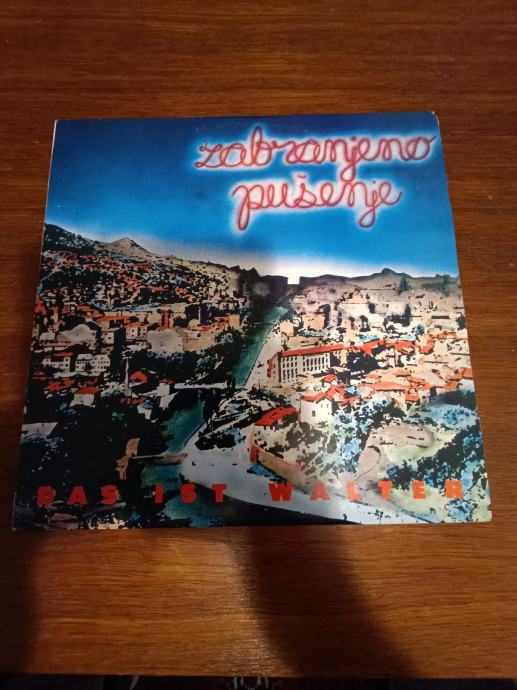 zabranjeno
pušenje
DAS IST WALTER